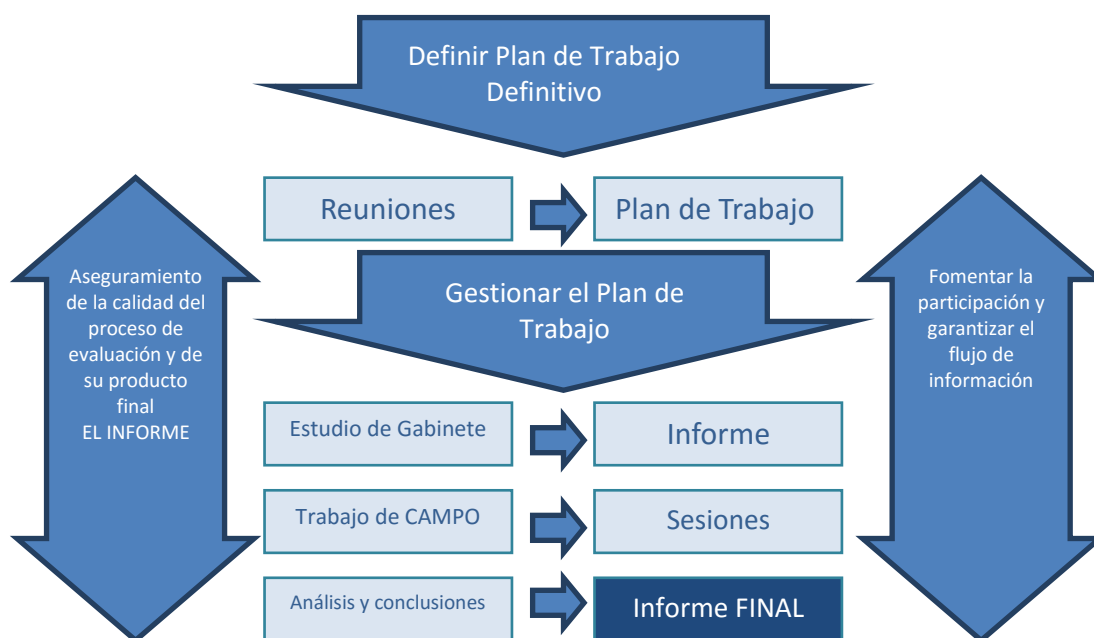 Definir Plan de Trabajo
Definitivo
Reuniones
Plan de Trabajo
Aseguramiento
de la calidad del
proceso de
evaluación y de
su producto
final
EL INFORME
Gestionar el Plan de
Trabajo
Fomentar la
participación y
garantizar el
flujo de
información
Estudio de Gabinete
Informe
Trabajo de CAMPO
Sesiones
Análisis y conclusiones
Informe FINAL